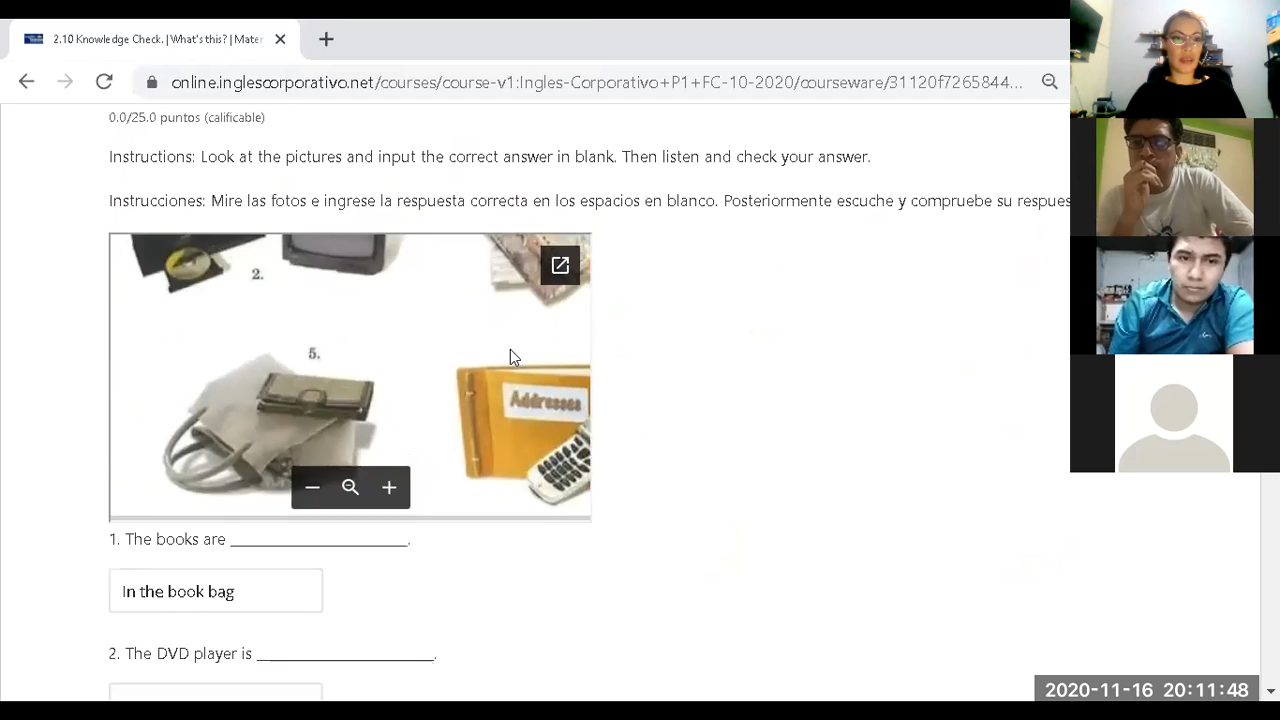 2.10 Knowledge Check. | What's this? | Mater
online.inglescorporativo.net/courses/course-v1:Ingles-Corporativo+P1+FC-10-2020/courseware/31120f7265844...
0.0/25.0 puntos (calificable)
Instructions: Look at the pictures and input the correct answer in blank. Then listen and check your answer.
Instrucciones: Mire las fotos e ingrese la respuesta correcta en los espacios en blanco. Posteriormente escuche y compruebe su respues
2.
5.
Addresses
1. The books are ____________________.
In the book bag
2. The DVD player is ____________________.
2020-11-16 20:11:48